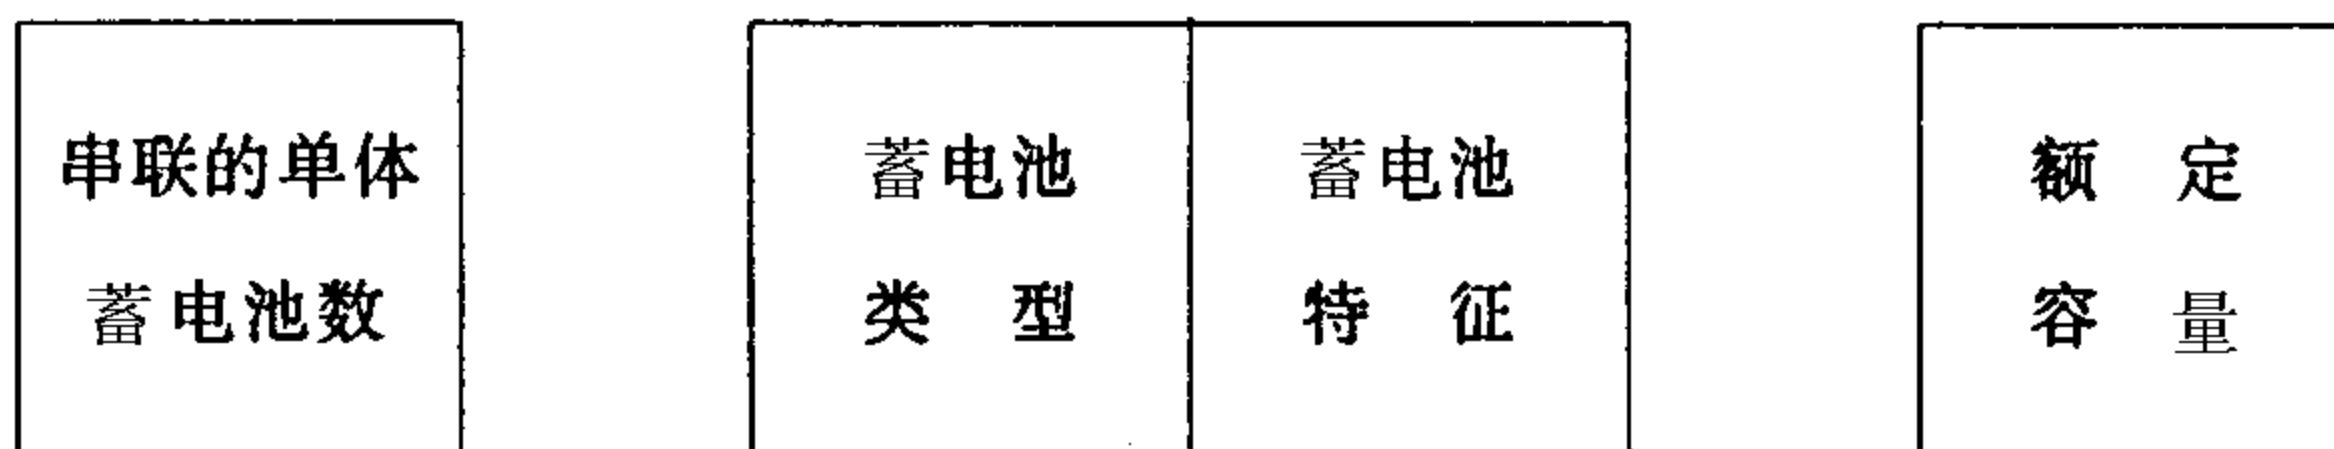 串联的单体
蓄电池数
蓄电池
类 型
蓄电池
特 征
额 定
容 量